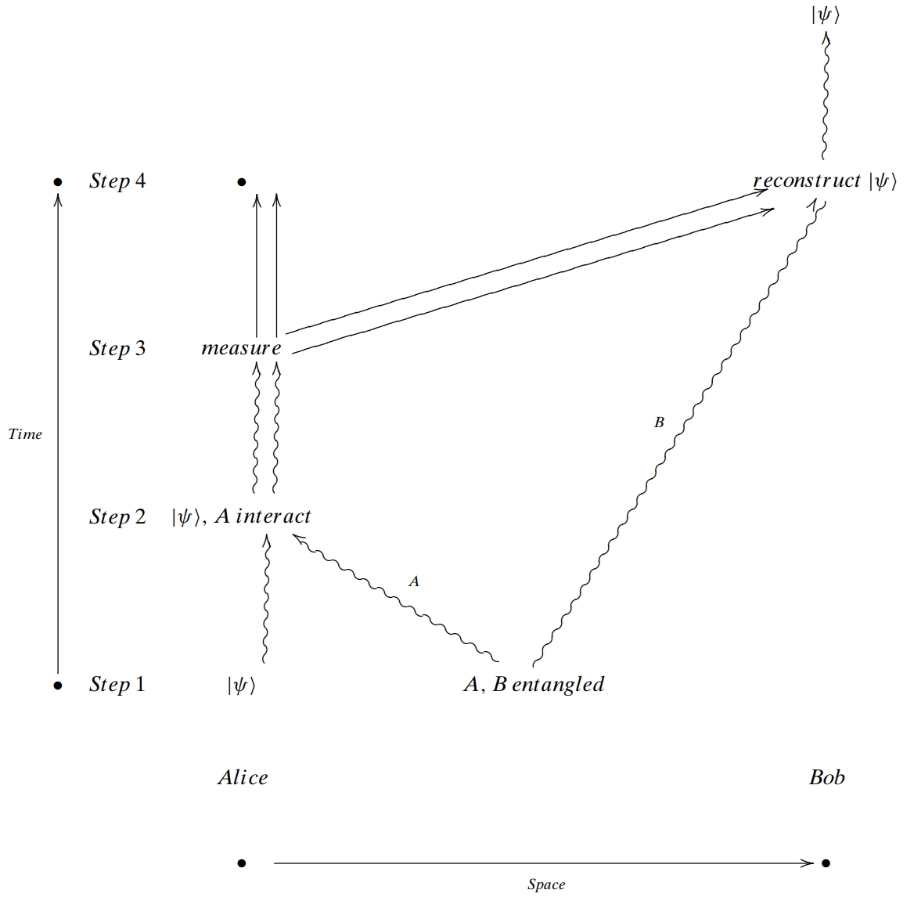 |ψ⟩
Step 4
reconstruct |ψ⟩
Step 3
measure
B
Time
Step 2
|ψ⟩, A interact
A
Step 1
|ψ⟩
A, B entangled
Alice
Bob
Space